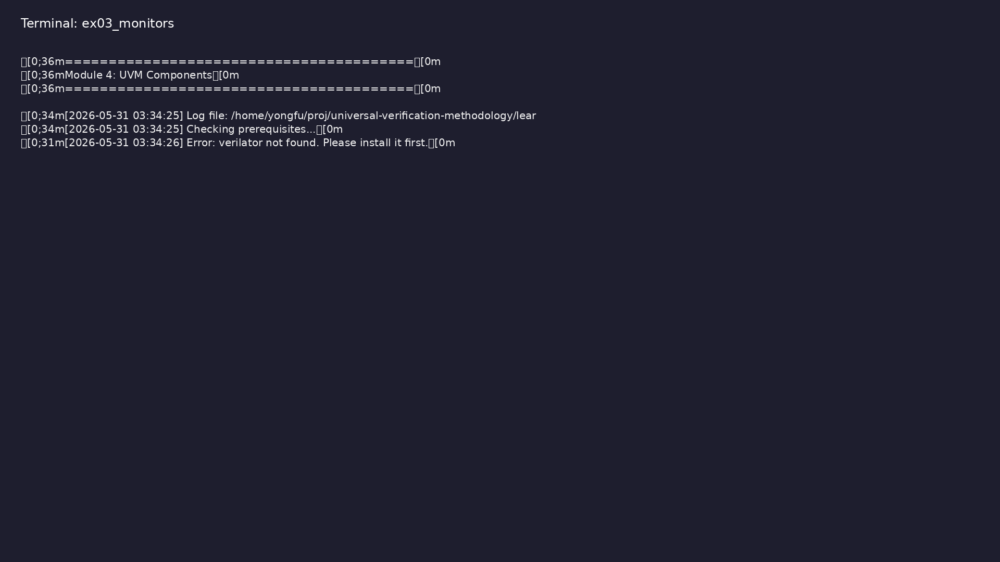 Terminal: ex03_monitors
▯[0;36m========================================▯[0m
▯[0;36mModule 4: UVM Components▯[0m
▯[0;36m========================================▯[0m
▯[0;34m[2026-05-31 03:34:25] Log file: /home/yongfu/proj/universal-verification-methodology/lear
▯[0;34m[2026-05-31 03:34:25] Checking prerequisites...▯[0m
▯[0;31m[2026-05-31 03:34:26] Error: verilator not found. Please install it first.▯[0m